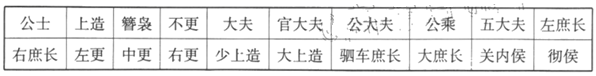 公士 上造 簪袅 不更 大夫 官大夫 公大夫 公乘 五大夫 左庶长
右庶长 左更 中更 右更 少上造 大上造 驷车庶长 大庶长 关内侯 彻侯